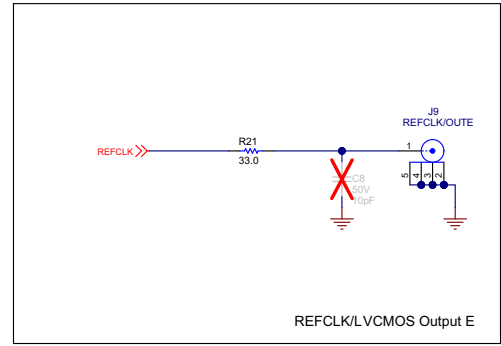 J9
REFCLK/OUTE
REFCLK
R21
33.0
1
C8
50V
10pF
5
4
3
2
REFCLK/LVCMOS Output E